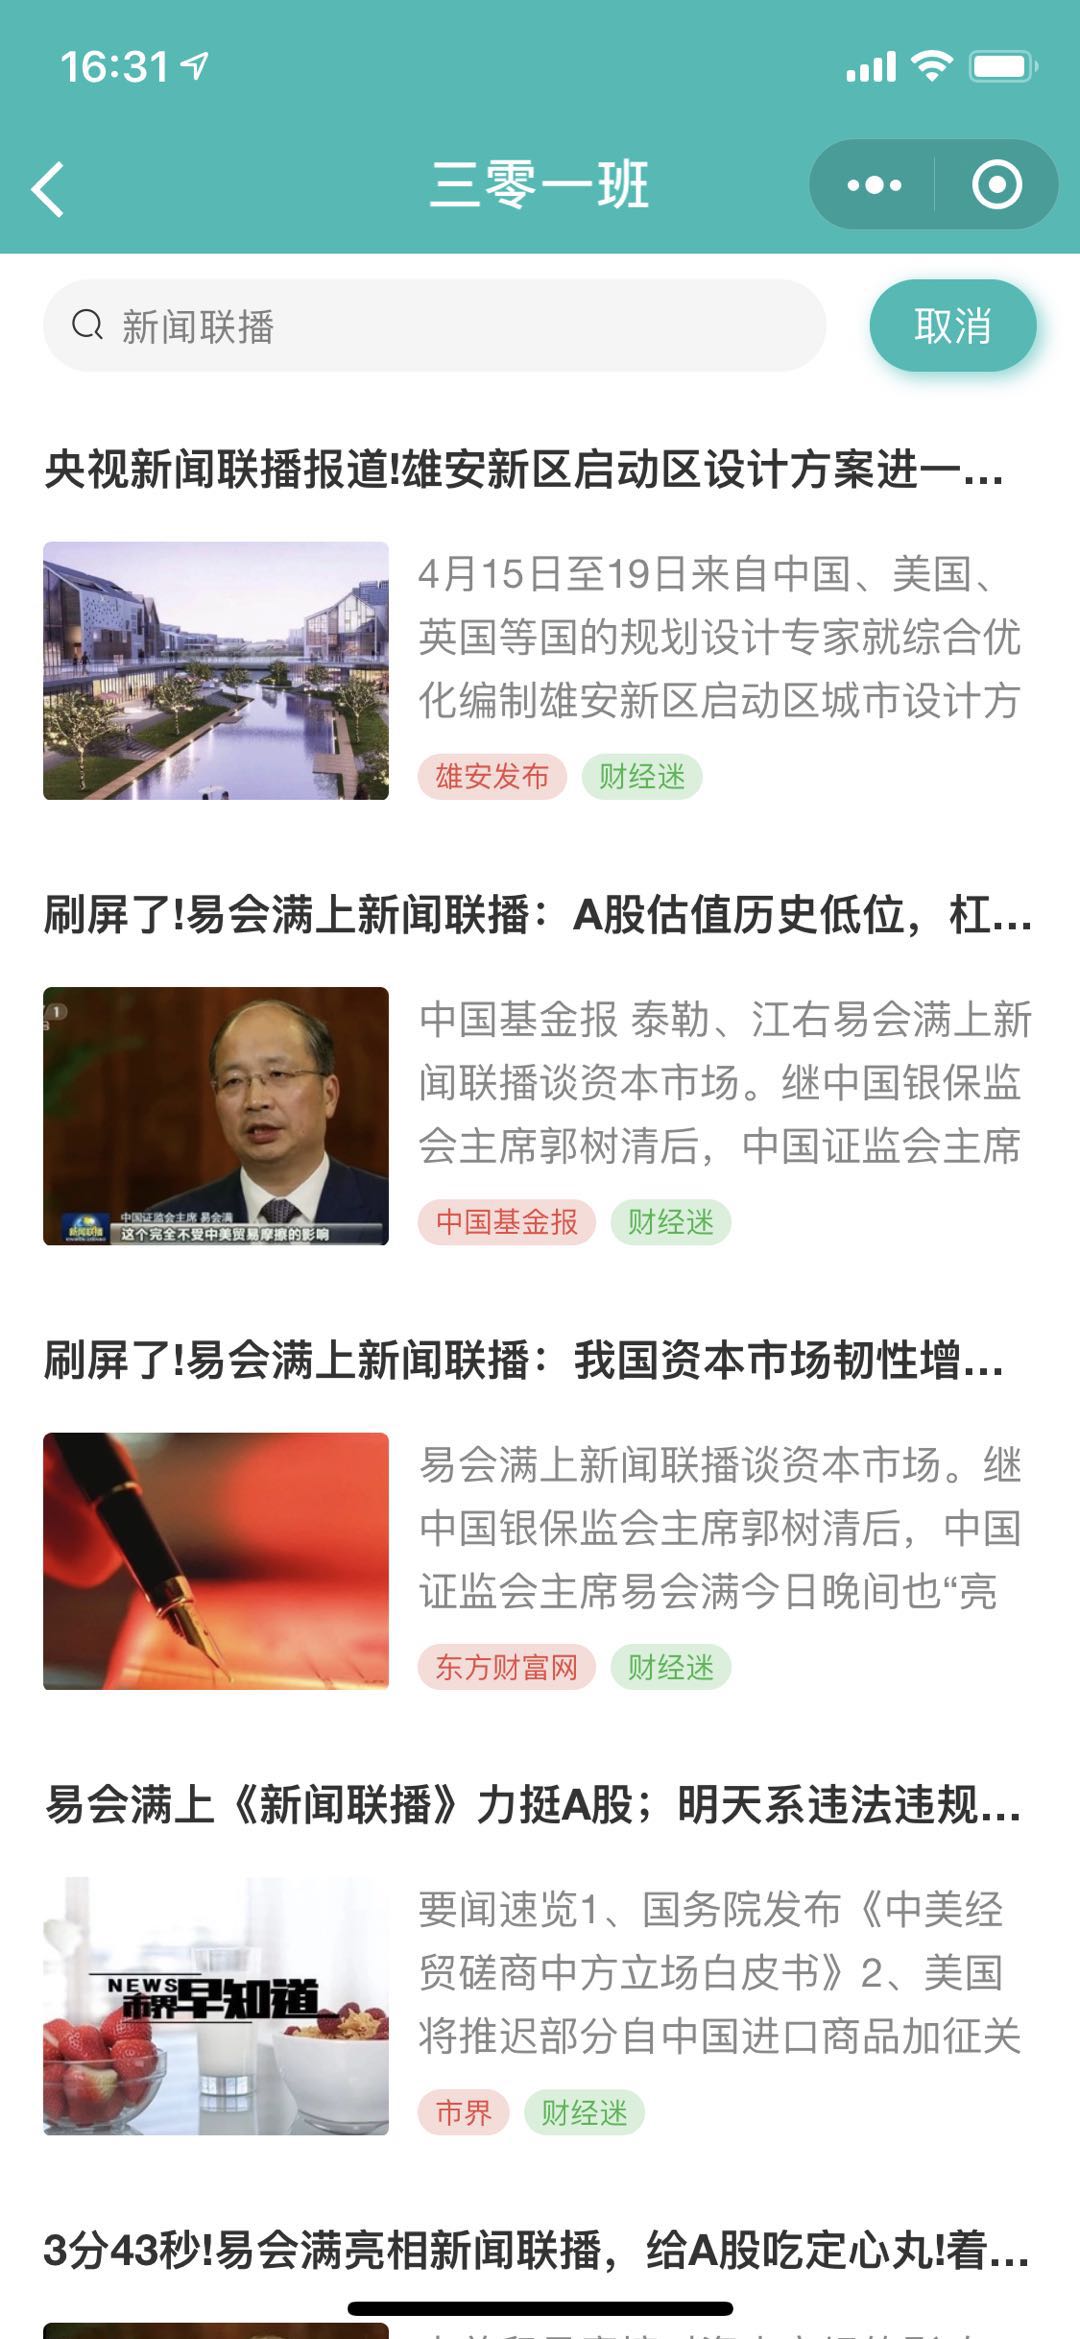 16:31
三零一班
新闻联播
取消
央视新闻联播报道!雄安新区启动区设计方案进一...
4月15日至19日来自中国、美国、
英国等国的规划设计专家就综合优
化编制雄安新区启动区城市设计方
雄安发布 财经迷
刷屏了!易会满上新闻联播：A股估值历史低位，杠...
中国基金报 泰勒、江右易会满上新
闻联播谈资本市场。继中国银保监
会主席郭树清后，中国证监会主席
1
新闻联播
中国证监会主席 易会满
这个完全不受中美贸易摩擦的影响
中国基金报 财经迷
刷屏了!易会满上新闻联播：我国资本市场韧性增...
易会满上新闻联播谈资本市场。继
中国银保监会主席郭树清后，中国
证监会主席易会满今日晚间也“亮
东方财富网 财经迷
易会满上《新闻联播》力挺A股；明天系违法违规...
要闻速览1、国务院发布《中美经
贸磋商中方立场白皮书》2、美国
将推迟部分自中国进口商品加征关
NEWS
市界早知道
市界 财经迷
3分43秒!易会满亮相新闻联播，给A股吃定心丸!着...